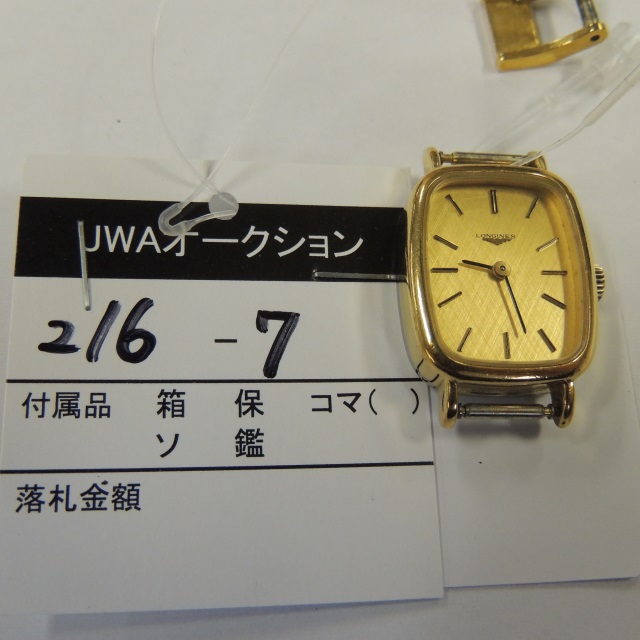 JWAオークション
216 - 7
付属品 箱 保 コマ( )
ソ 鑑
落札金額
LONGINES